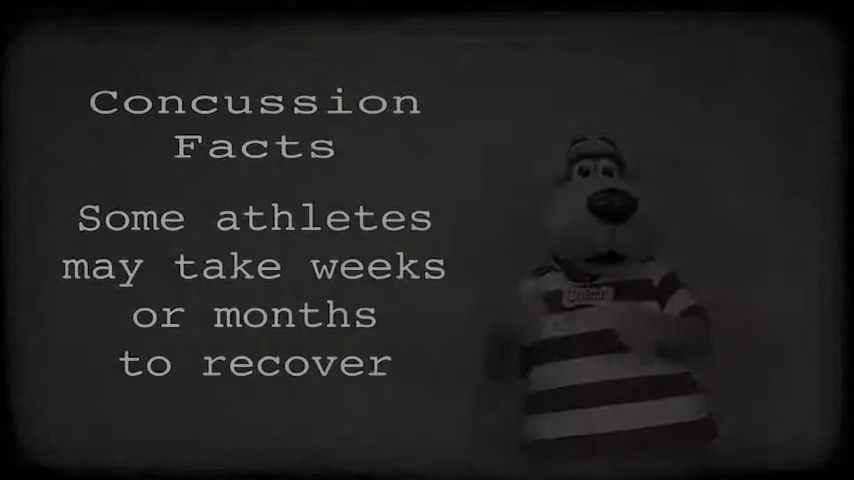 Concussion
Facts
Some athletes
may take weeks
or months
to recover